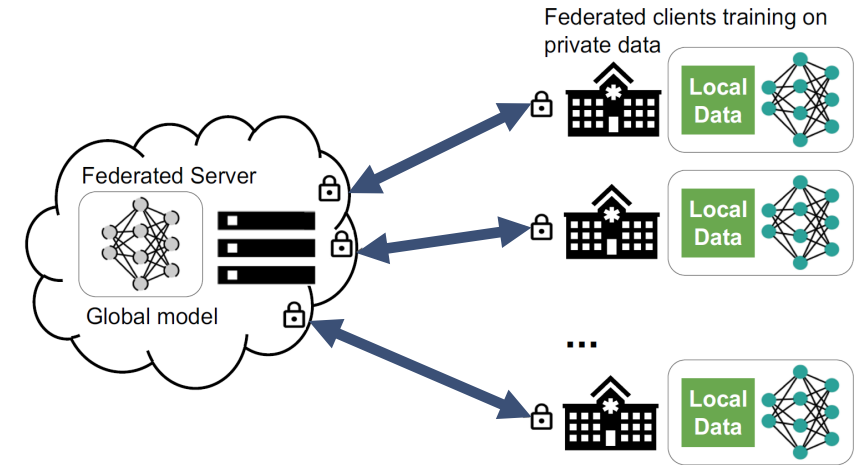 Federated clients training on
private data
Local
Data
Federated Server
Local
Data
Global model
...
Local
Data